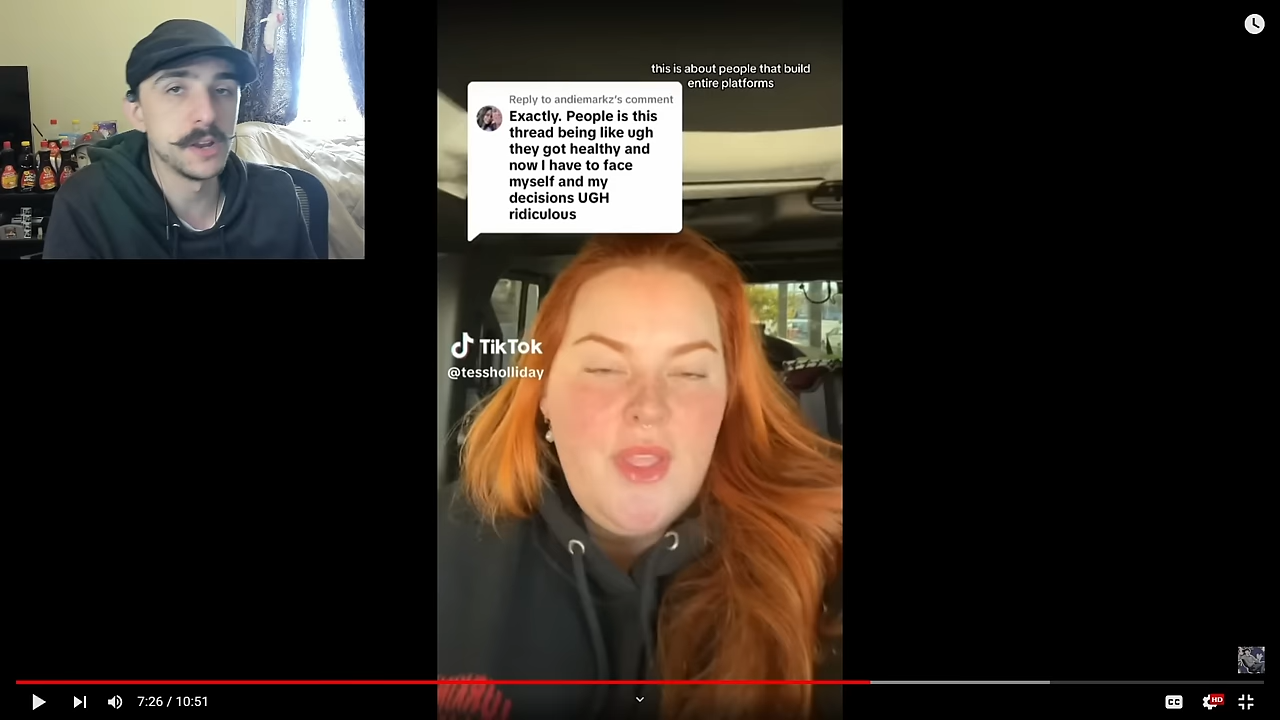 this is about people that build
entire platforms
Reply to andiemarkz's comment
Exactly. People is this
thread being like ugh
they got healthy and
now I have to face
myself and my
decisions UGH
ridiculous
TikTok
@tessholliday
7:26 / 10:51
CC
HD